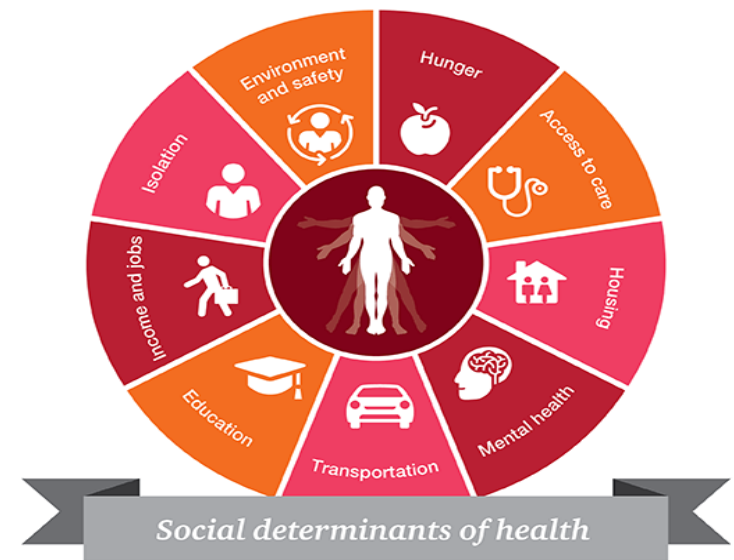 Hunger
Access to care
Housing
Mental health
Transportation
Education
Income and jobs
Isolation
Environment
and safety
Social determinants of health